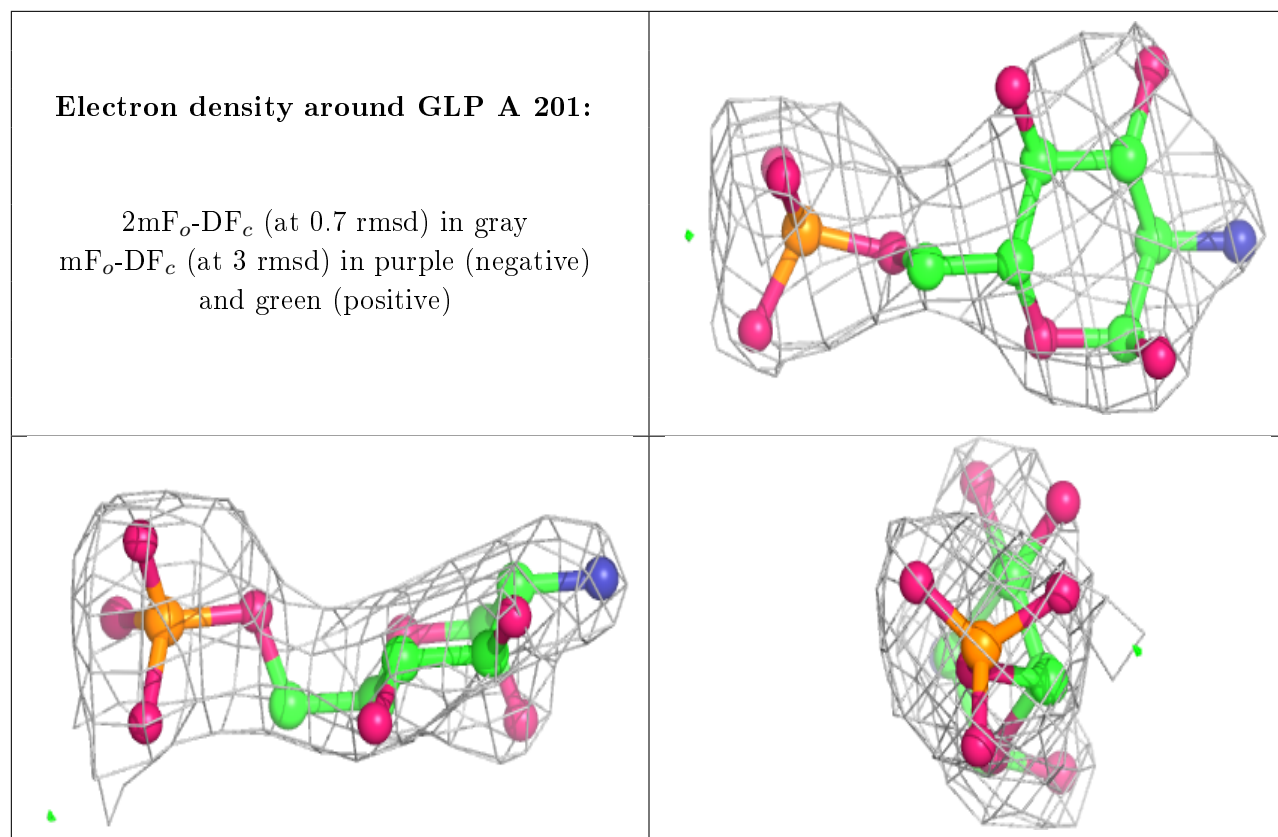 Electron density around GLP A 201:
2mFo-DFc (at 0.7 rmsd) in gray
mFo-DFc (at 3 rmsd) in purple (negative)
and green (positive)